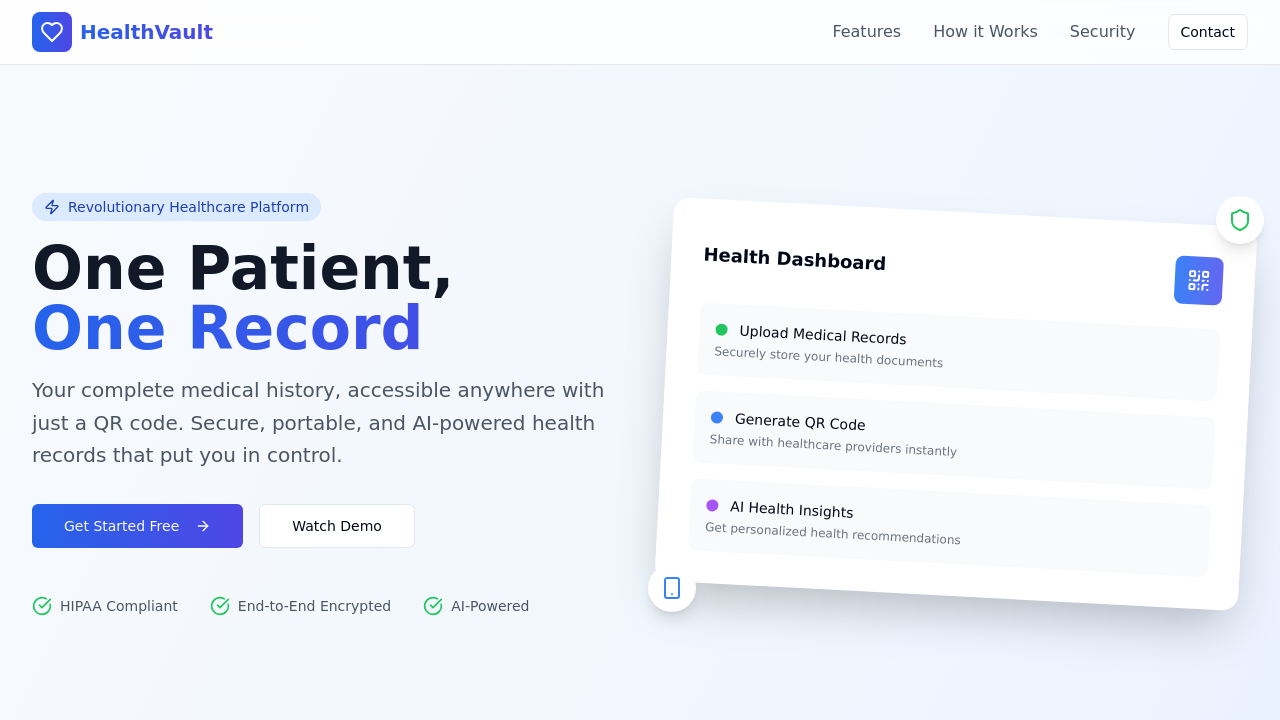 HealthVault
Features
How it Works
Security
Contact
Revolutionary Healthcare Platform
One Patient,
One Record
Your complete medical history, accessible anywhere with
just a QR code. Secure, portable, and AI-powered health
records that put you in control.
Get Started Free
Watch Demo
HIPAA Compliant
End-to-End Encrypted
AI-Powered
Health Dashboard
Upload Medical Records
Securely store your health documents
Generate QR Code
Share with healthcare providers instantly
AI Health Insights
Get personalized health recommendations